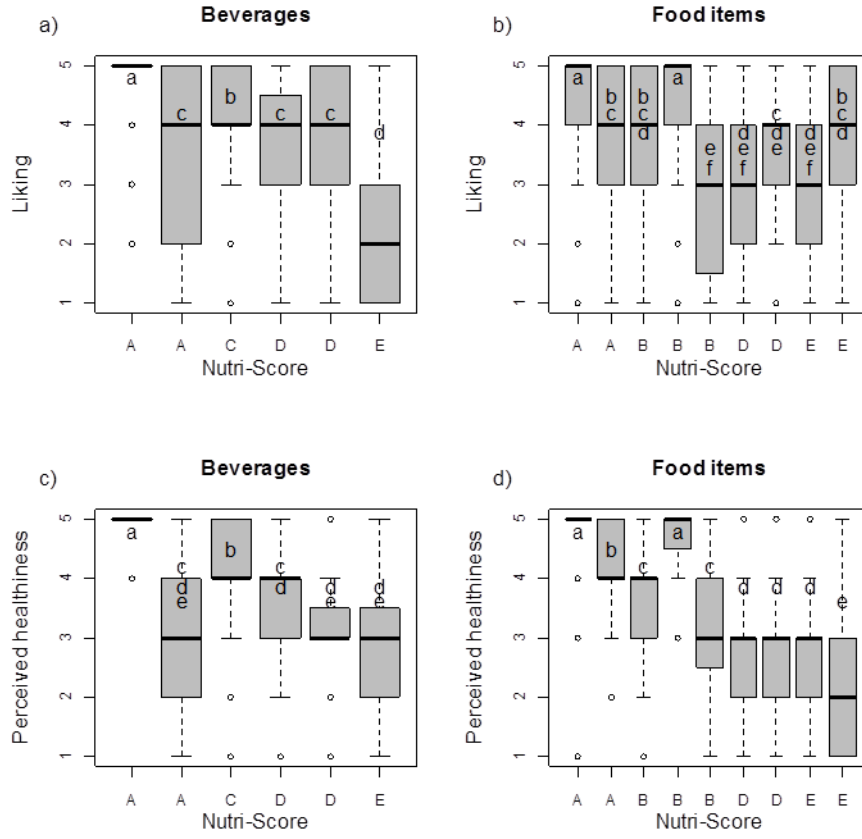 a)
Beverages
Liking
5
4
3
2
1
a
c
b
c
c
d
A A C D D E
Nutri-Score
b)
Food items
Liking
5
4
3
2
1
a
b
c
b
c
d
a
e
f
d
e
f
c
d
e
d
e
f
b
c
d
A A B B B D D E E
Nutri-Score
c)
Beverages
Perceived healthiness
5
4
3
2
1
a
c
d
e
b
c
d
d
e
d
e
A A C D D E
Nutri-Score
d)
Food items
Perceived healthiness
5
4
3
2
1
a
b
c
a
c
d
d
d
e
A A B B B D D E E
Nutri-Score